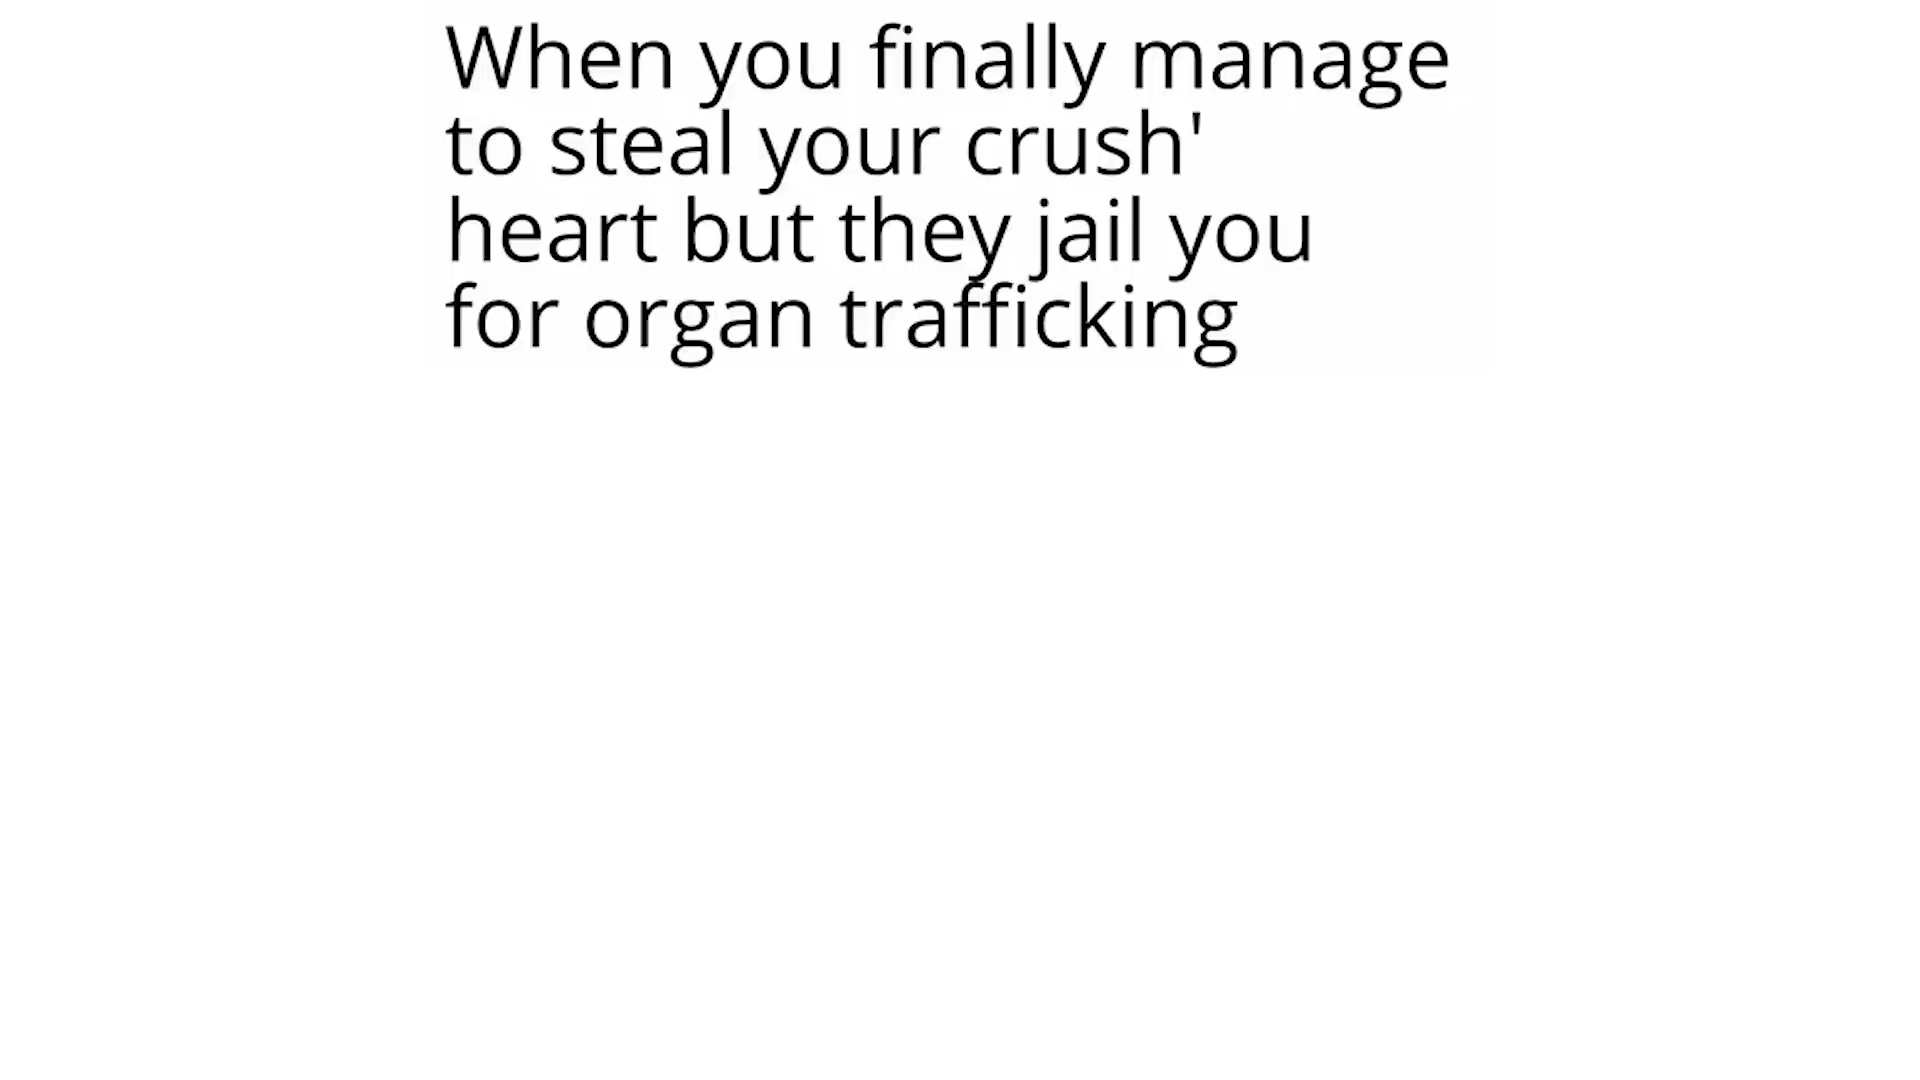 When you finally manage
to steal your crush'
heart but they jail you
for organ trafficking